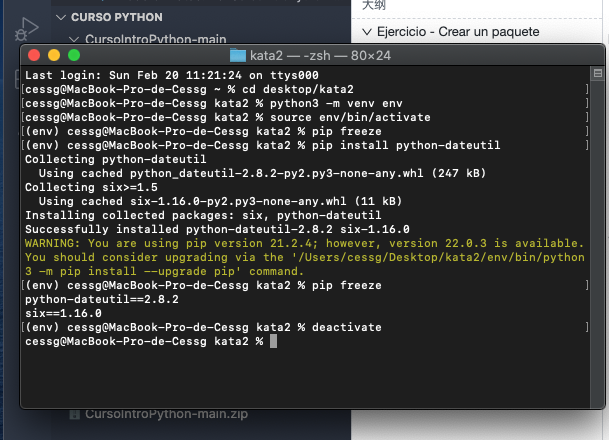 CURSO PYTHON
CursoIntroPython-main
大纲
Ejercicio - Crear un paquete
kata2 — -zsh — 80×24
Last login: Sun Feb 20 11:21:24 on ttys000
[cessg@MacBook-Pro-de-Cessg ~ % cd desktop/kata2 ]
[cessg@MacBook-Pro-de-Cessg kata2 % python3 -m venv env ]
[cessg@MacBook-Pro-de-Cessg kata2 % source env/bin/activate ]
[(env) cessg@MacBook-Pro-de-Cessg kata2 % pip freeze ]
[(env) cessg@MacBook-Pro-de-Cessg kata2 % pip install python-dateutil ]
Collecting python-dateutil
Using cached python_dateutil-2.8.2-py2.py3-none-any.whl (247 kB)
Collecting six>=1.5
Using cached six-1.16.0-py2.py3-none-any.whl (11 kB)
Installing collected packages: six, python-dateutil
Successfully installed python-dateutil-2.8.2 six-1.16.0
WARNING: You are using pip version 21.2.4; however, version 22.0.3 is available.
You should consider upgrading via the '/Users/cessg/Desktop/kata2/env/bin/python
3 -m pip install --upgrade pip' command.
[(env) cessg@MacBook-Pro-de-Cessg kata2 % pip freeze ]
python-dateutil==2.8.2
six==1.16.0
[(env) cessg@MacBook-Pro-de-Cessg kata2 % deactivate ]
cessg@MacBook-Pro-de-Cessg kata2 %
CursoIntroPython-main.zip